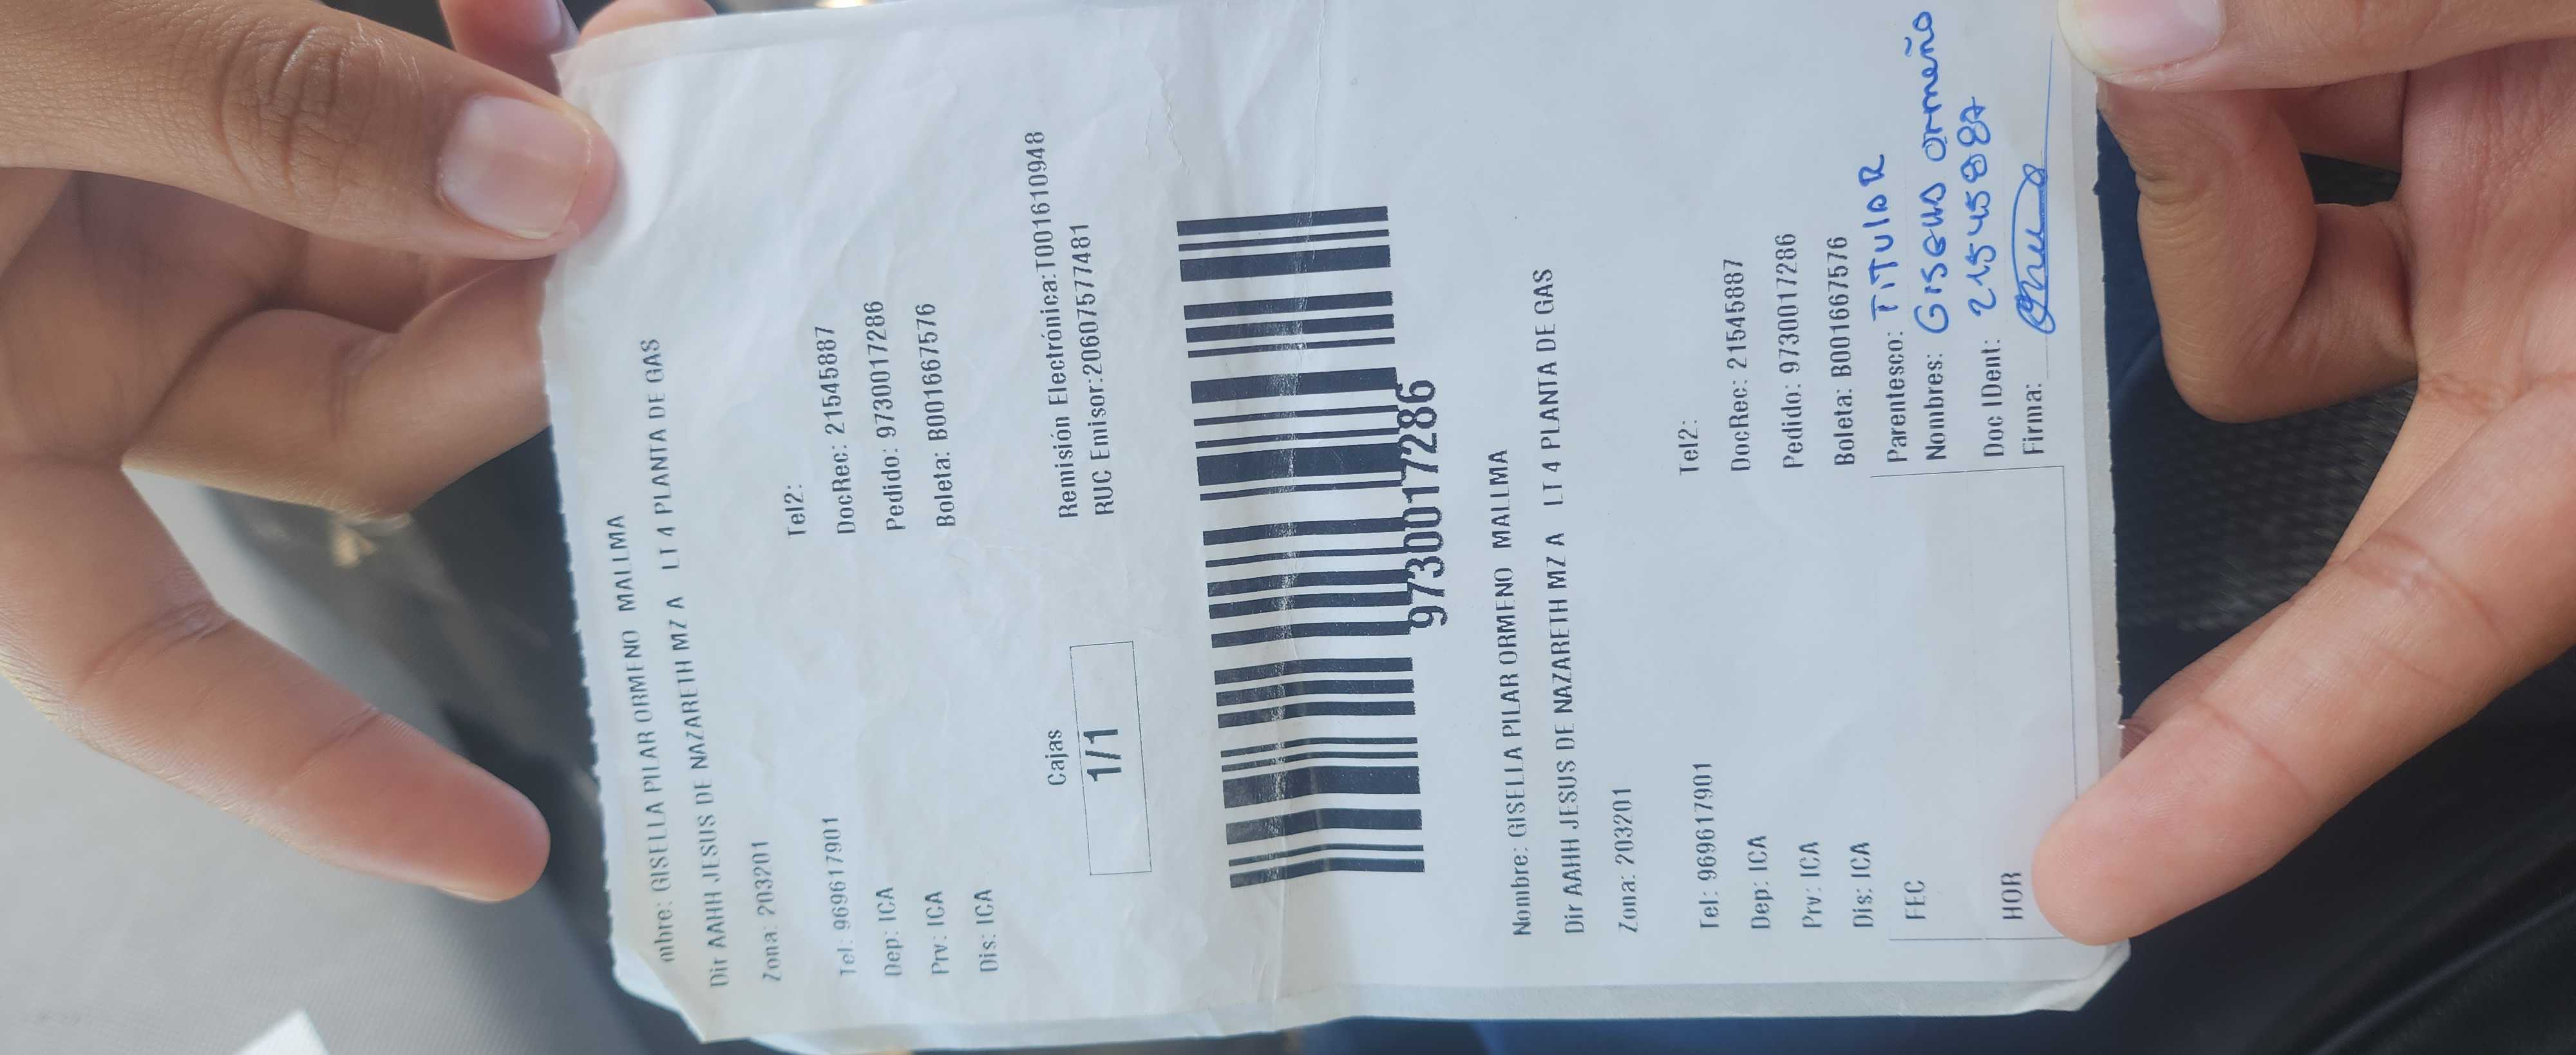 mbre: GISELLA PILAR ORMENO MALLMA
Dir AAHH JESUS DE NAZARETH MZ A LT 4 PLANTA DE GAS
Zona: 203201
Tel: 969617901 Tel2:
Dep: ICA DocRec: 21545887
Prv: ICA Pedido: 9730017286
Dis: ICA Boleta: B001667576
Cajas Remisión Electrónica:T001610948
1/1 RUC Emisor:20607577481
9730017286
Nombre: GISELLA PILAR ORMENO MALLMA
Dir AAHH JESUS DE NAZARETH MZ A LT 4 PLANTA DE GAS
Zona: 203201
Tel: 969617901 Tel2:
Dep: ICA DocRec: 21545887
Prv: ICA Pedido: 9730017286
Dis: ICA Boleta: B001667576
FEC Parentesco: TITULAR
Nombres: Gisella Ormeño
Doc IDent: 21545887
HOR Firma: